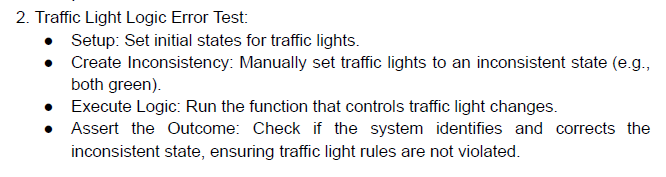 2. Traffic Light Logic Error Test:
● Setup: Set initial states for traffic lights.
● Create Inconsistency: Manually set traffic lights to an inconsistent state (e.g.,
both green).
● Execute Logic: Run the function that controls traffic light changes.
● Assert the Outcome: Check if the system identifies and corrects the
inconsistent state, ensuring traffic light rules are not violated.